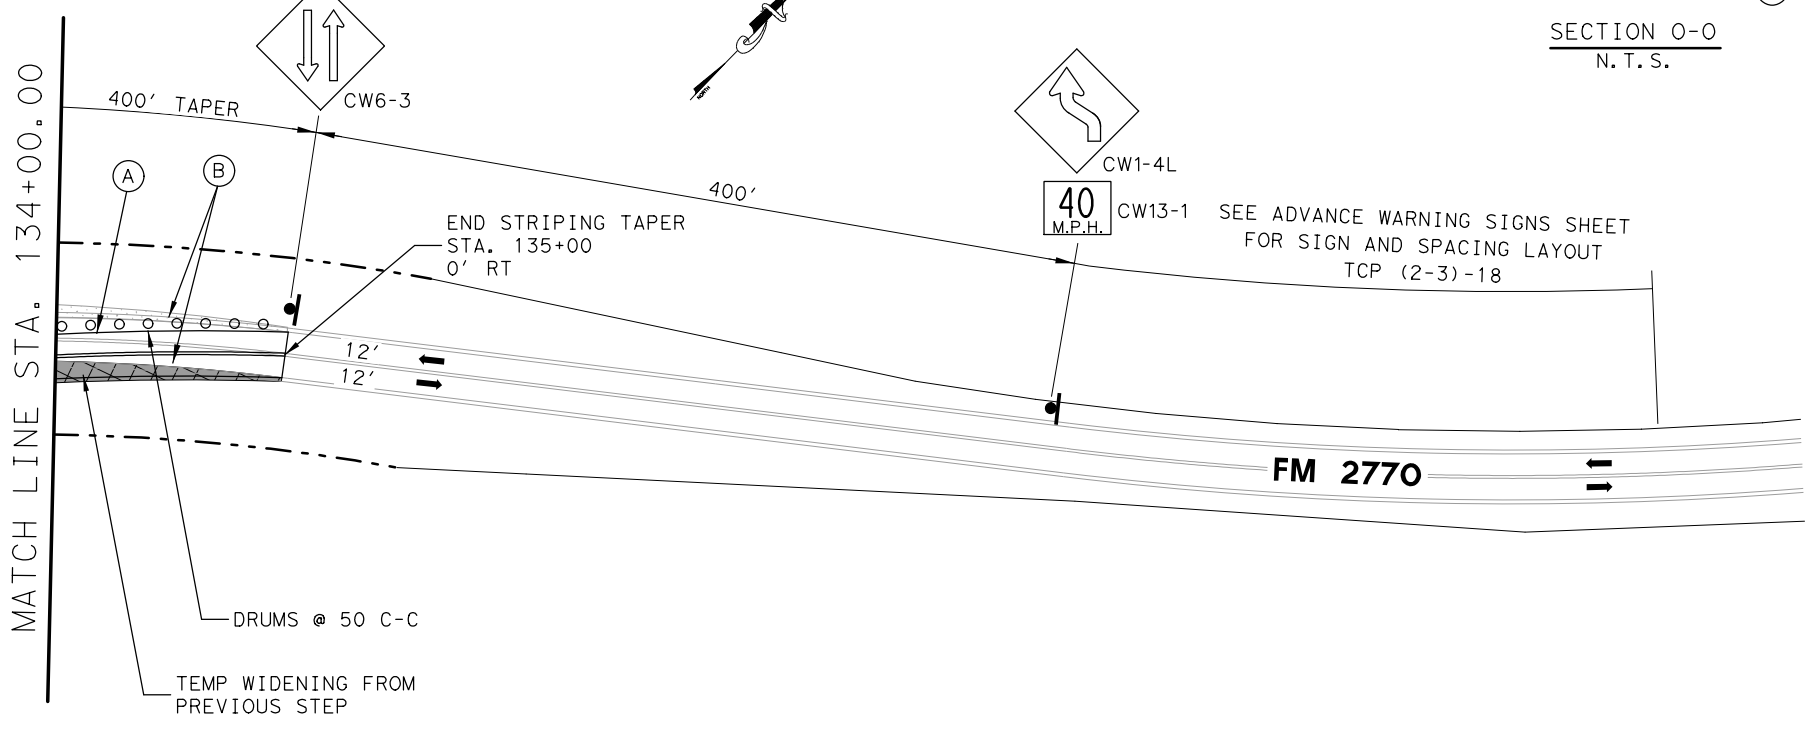 SECTION O-O
N.T.S.
MATCH LINE STA. 134+00.00
400' TAPER
CW6-3
NORTH
A
B
400'
CW1-4L
40
M.P.H.
CW13-1
SEE ADVANCE WARNING SIGNS SHEET
FOR SIGN AND SPACING LAYOUT
TCP (2-3)-18
END STRIPING TAPER
STA. 135+00
0' RT
12'
12'
FM 2770
DRUMS @ 50 C-C
TEMP WIDENING FROM
PREVIOUS STEP